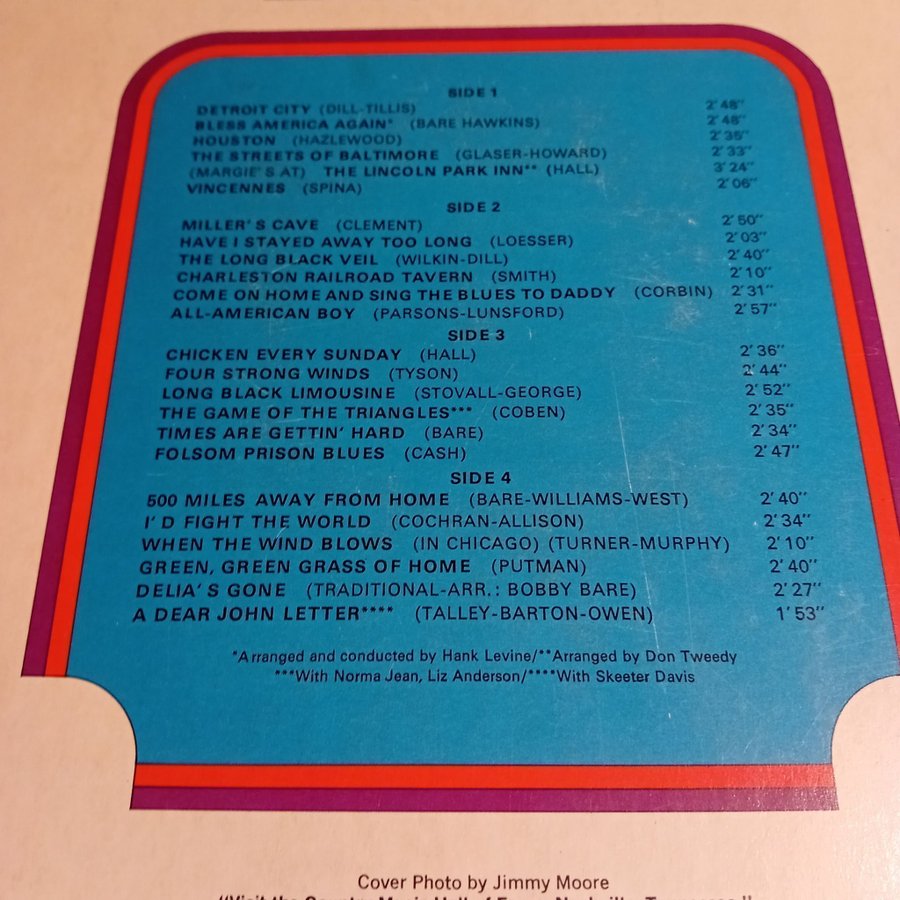 SIDE 1
DETROIT CITY (DILL-TILLIS) 2'48"
BLESS AMERICA AGAIN* (BARE HAWKINS) 2'48"
HOUSTON (HAZLEWOOD) 2'35"
THE STREETS OF BALTIMORE (GLASER-HOWARD) 2'33"
(MARGIE'S AT) THE LINCOLN PARK INN** (HALL) 3'24"
VINCENNES (SPINA) 2'06"
SIDE 2
MILLER'S CAVE (CLEMENT) 2'50"
HAVE I STAYED AWAY TOO LONG (LOESSER) 2'03"
THE LONG BLACK VEIL (WILKIN-DILL) 2'40"
CHARLESTON RAILROAD TAVERN (SMITH) 2'10"
COME ON HOME AND SING THE BLUES TO DADDY (CORBIN) 2'31"
ALL-AMERICAN BOY (PARSONS-LUNSFORD) 2'57"
SIDE 3
CHICKEN EVERY SUNDAY (HALL) 2'36"
FOUR STRONG WINDS (TYSON) 2'44"
LONG BLACK LIMOUSINE (STOVALL-GEORGE) 2'52"
THE GAME OF THE TRIANGLES*** (COBEN) 2'35"
TIMES ARE GETTIN' HARD (BARE) 2'34"
FOLSOM PRISON BLUES (CASH) 2'47"
SIDE 4
500 MILES AWAY FROM HOME (BARE-WILLIAMS-WEST) 2'40"
I'D FIGHT THE WORLD (COCHRAN-ALLISON) 2'34"
WHEN THE WIND BLOWS (IN CHICAGO) (TURNER-MURPHY) 2'10"
GREEN, GREEN GRASS OF HOME (PUTMAN) 2'40"
DELIA'S GONE (TRADITIONAL-ARR.: BOBBY BARE) 2'27"
A DEAR JOHN LETTER**** (TALLEY-BARTON-OWEN) 1'53"
*Arranged and conducted by Hank Levine/**Arranged by Don Tweedy
***With Norma Jean, Liz Anderson/****With Skeeter Davis
Cover Photo by Jimmy Moore
"Visit the Country Music Hall of Fame, Nashville, Tennessee."